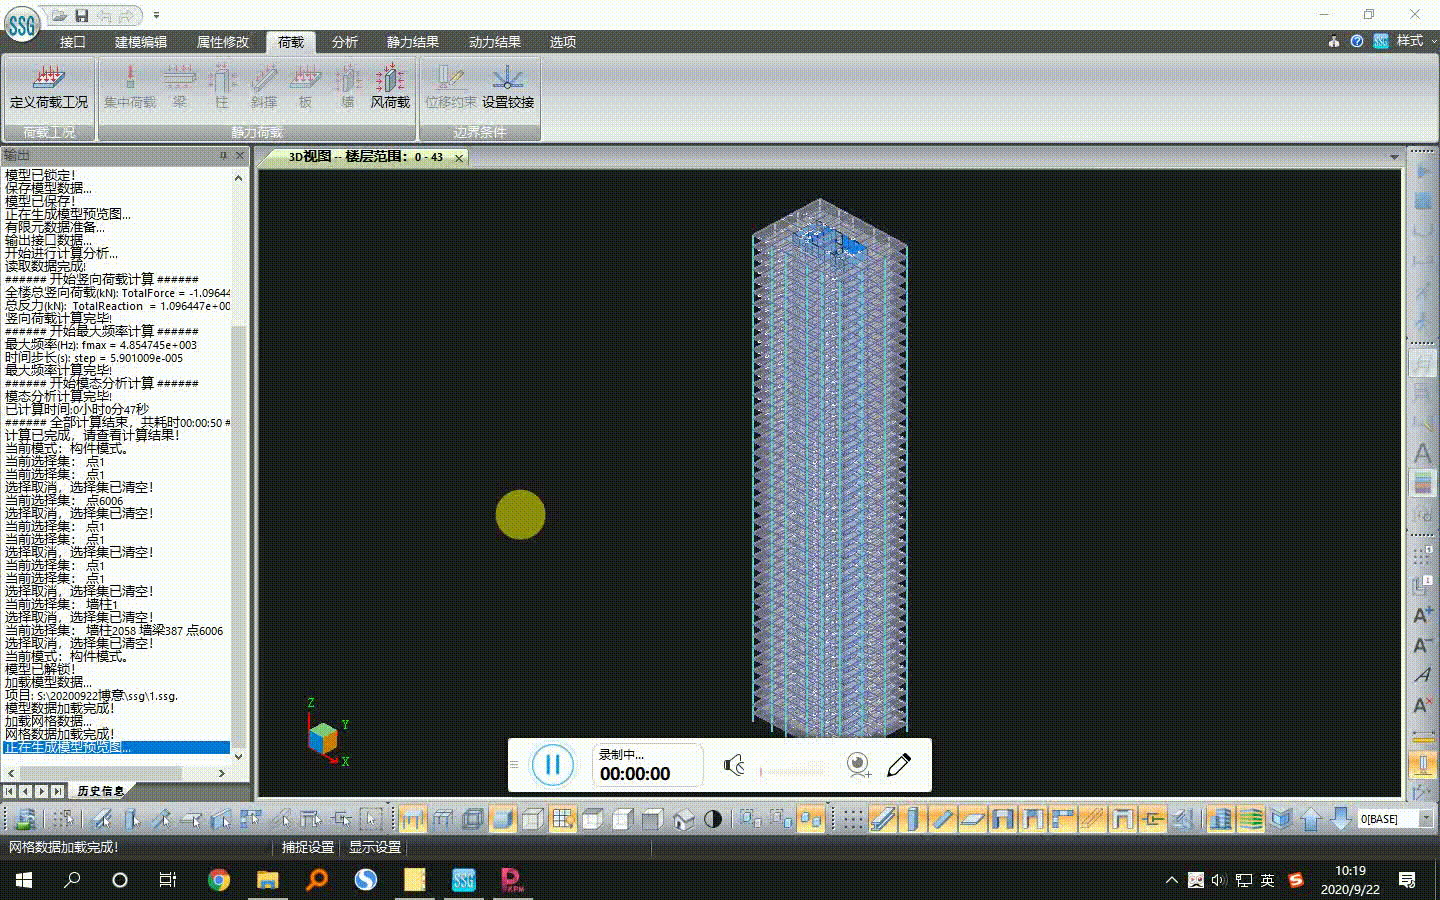 SSG
接口 建模编辑 属性修改 荷载 分析 静力结果 动力结果 选项 样式
定义荷载工况 集中荷载 梁 柱 斜撑 板 墙 风荷载 位移约束 设置铰接
荷载工况 静力荷载 边界条件
输出
3D视图 -- 楼层范围: 0 - 43
模型已锁定!
保存模型数据...
模型已保存!
正在生成模型预览图...
有限元数据准备...
输出接口数据...
开始进行计算分析...
读取数据完成!
###### 开始竖向荷载计算 ######
全楼总竖向荷载(kN): TotalForce = -1.09644
总反力(kN): TotalReaction = 1.096447e+00
竖向荷载计算完毕!
###### 开始最大频率计算 ######
最大频率(Hz): fmax = 4.854745e+003
时间步长(s): step = 5.901009e-005
最大频率计算完毕!
###### 开始模态分析计算 ######
模态分析计算完毕!
已计算时间:0小时0分47秒
###### 全部计算结束，共耗时00:00:50 #
计算已完成，请查看计算结果!
当前模式：构件模式。
当前选择集： 点1
当前选择集： 点1
选择取消，选择集已清空!
当前选择集： 点6006
选择取消，选择集已清空!
当前选择集： 点1
当前选择集： 点1
选择取消，选择集已清空!
当前选择集： 点1
当前选择集： 点1
选择取消，选择集已清空!
当前选择集： 墙柱1
选择取消，选择集已清空!
当前选择集： 墙柱2058 墙梁387 点6006
选择取消，选择集已清空!
当前模式：构件模式。
模型已解锁!
加载模型数据...
项目: S:\20200922博意\ssg\1.ssg.
模型数据加载完成!
加载网格数据...
网格数据加载完成!
正在生成模型预览图...
历史信息
Z
Y
X
录制中...
00:00:00
0[BASE]
网格数据加载完成! 捕捉设置 显示设置
英
10:19
2020/9/22